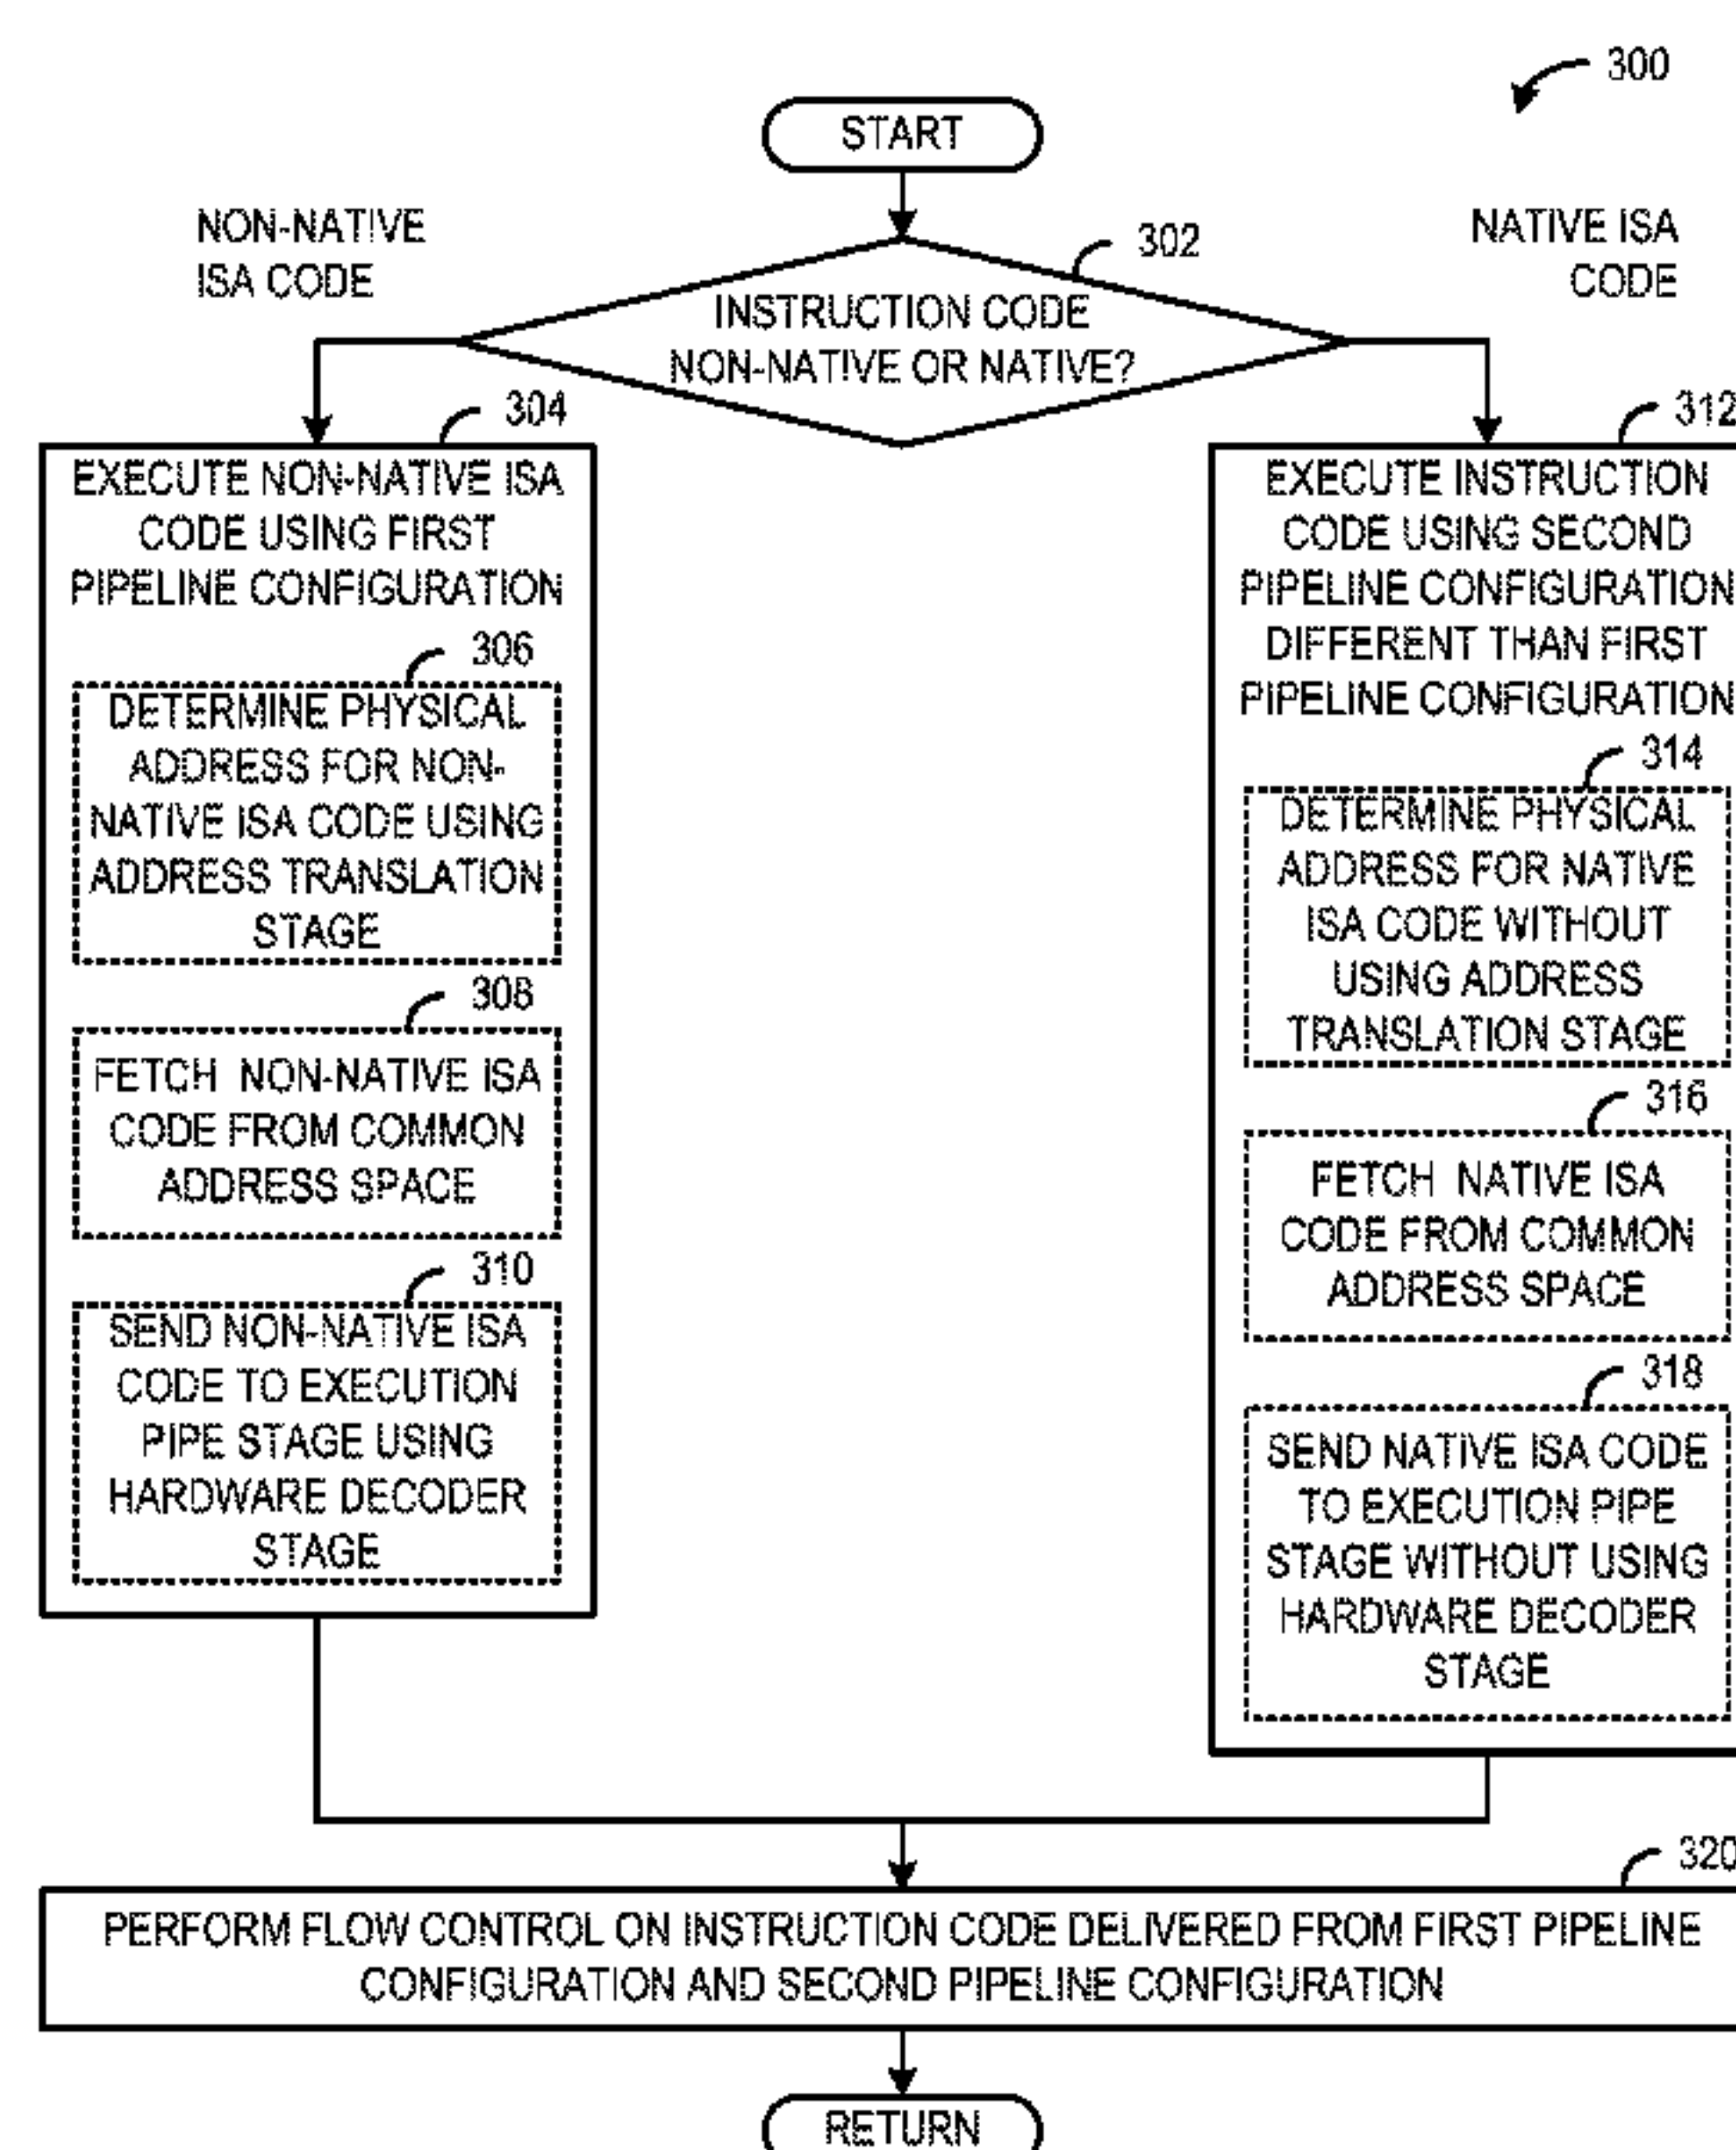 300
START
NON-NATIVE
ISA CODE
302
NATIVE ISA
CODE
INSTRUCTION CODE
NON-NATIVE OR NATIVE?
304
EXECUTE NON-NATIVE ISA
CODE USING FIRST
PIPELINE CONFIGURATION
306
DETERMINE PHYSICAL
ADDRESS FOR NON-
NATIVE ISA CODE USING
ADDRESS TRANSLATION
STAGE
308
FETCH NON-NATIVE ISA
CODE FROM COMMON
ADDRESS SPACE
310
SEND NON-NATIVE ISA
CODE TO EXECUTION
PIPE STAGE USING
HARDWARE DECODER
STAGE
312
EXECUTE INSTRUCTION
CODE USING SECOND
PIPELINE CONFIGURATION
DIFFERENT THAN FIRST
PIPELINE CONFIGURATION
314
DETERMINE PHYSICAL
ADDRESS FOR NATIVE
ISA CODE WITHOUT
USING ADDRESS
TRANSLATION STAGE
316
FETCH NATIVE ISA
CODE FROM COMMON
ADDRESS SPACE
318
SEND NATIVE ISA CODE
TO EXECUTION PIPE
STAGE WITHOUT USING
HARDWARE DECODER
STAGE
320
PERFORM FLOW CONTROL ON INSTRUCTION CODE DELIVERED FROM FIRST PIPELINE
CONFIGURATION AND SECOND PIPELINE CONFIGURATION
RETURN